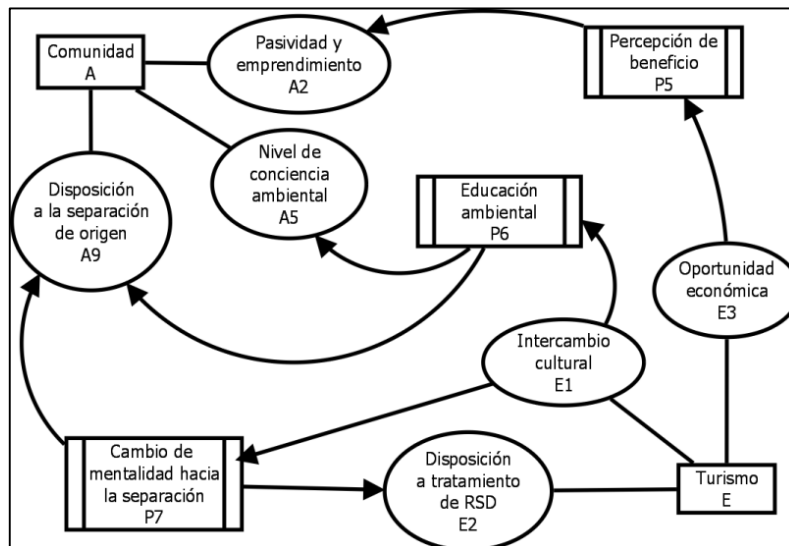 Comunidad
A
Pasividad y
emprendimiento
A2
Percepción de
beneficio
P5
Nivel de
conciencia
ambiental
A5
Disposición
a la separación
de origen
A9
Educación
ambiental
P6
Oportunidad
económica
E3
Intercambio
cultural
E1
Cambio de
mentalidad hacia
la separación
P7
Disposición
a tratamiento
de RSD
E2
Turismo
E